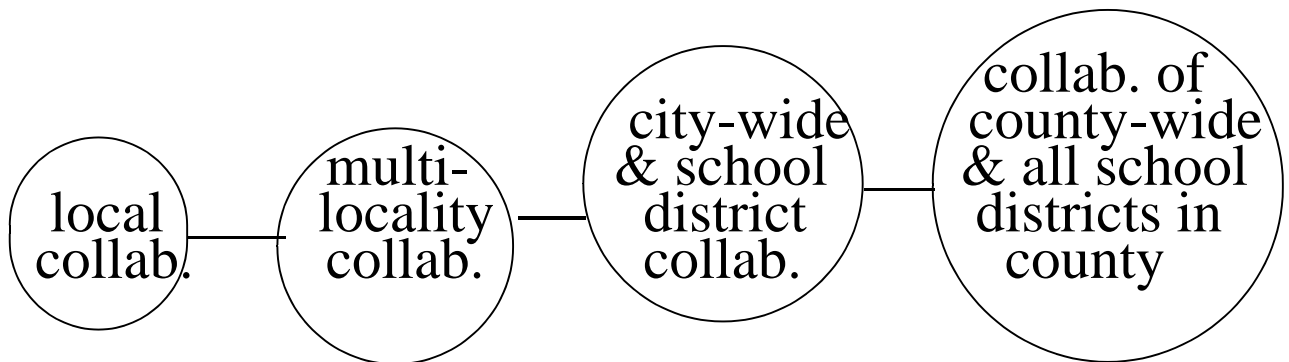 local
collab.
multi-
locality
collab.
city-wide
& school
district
collab.
collab. of
county-wide
& all school
districts in
county